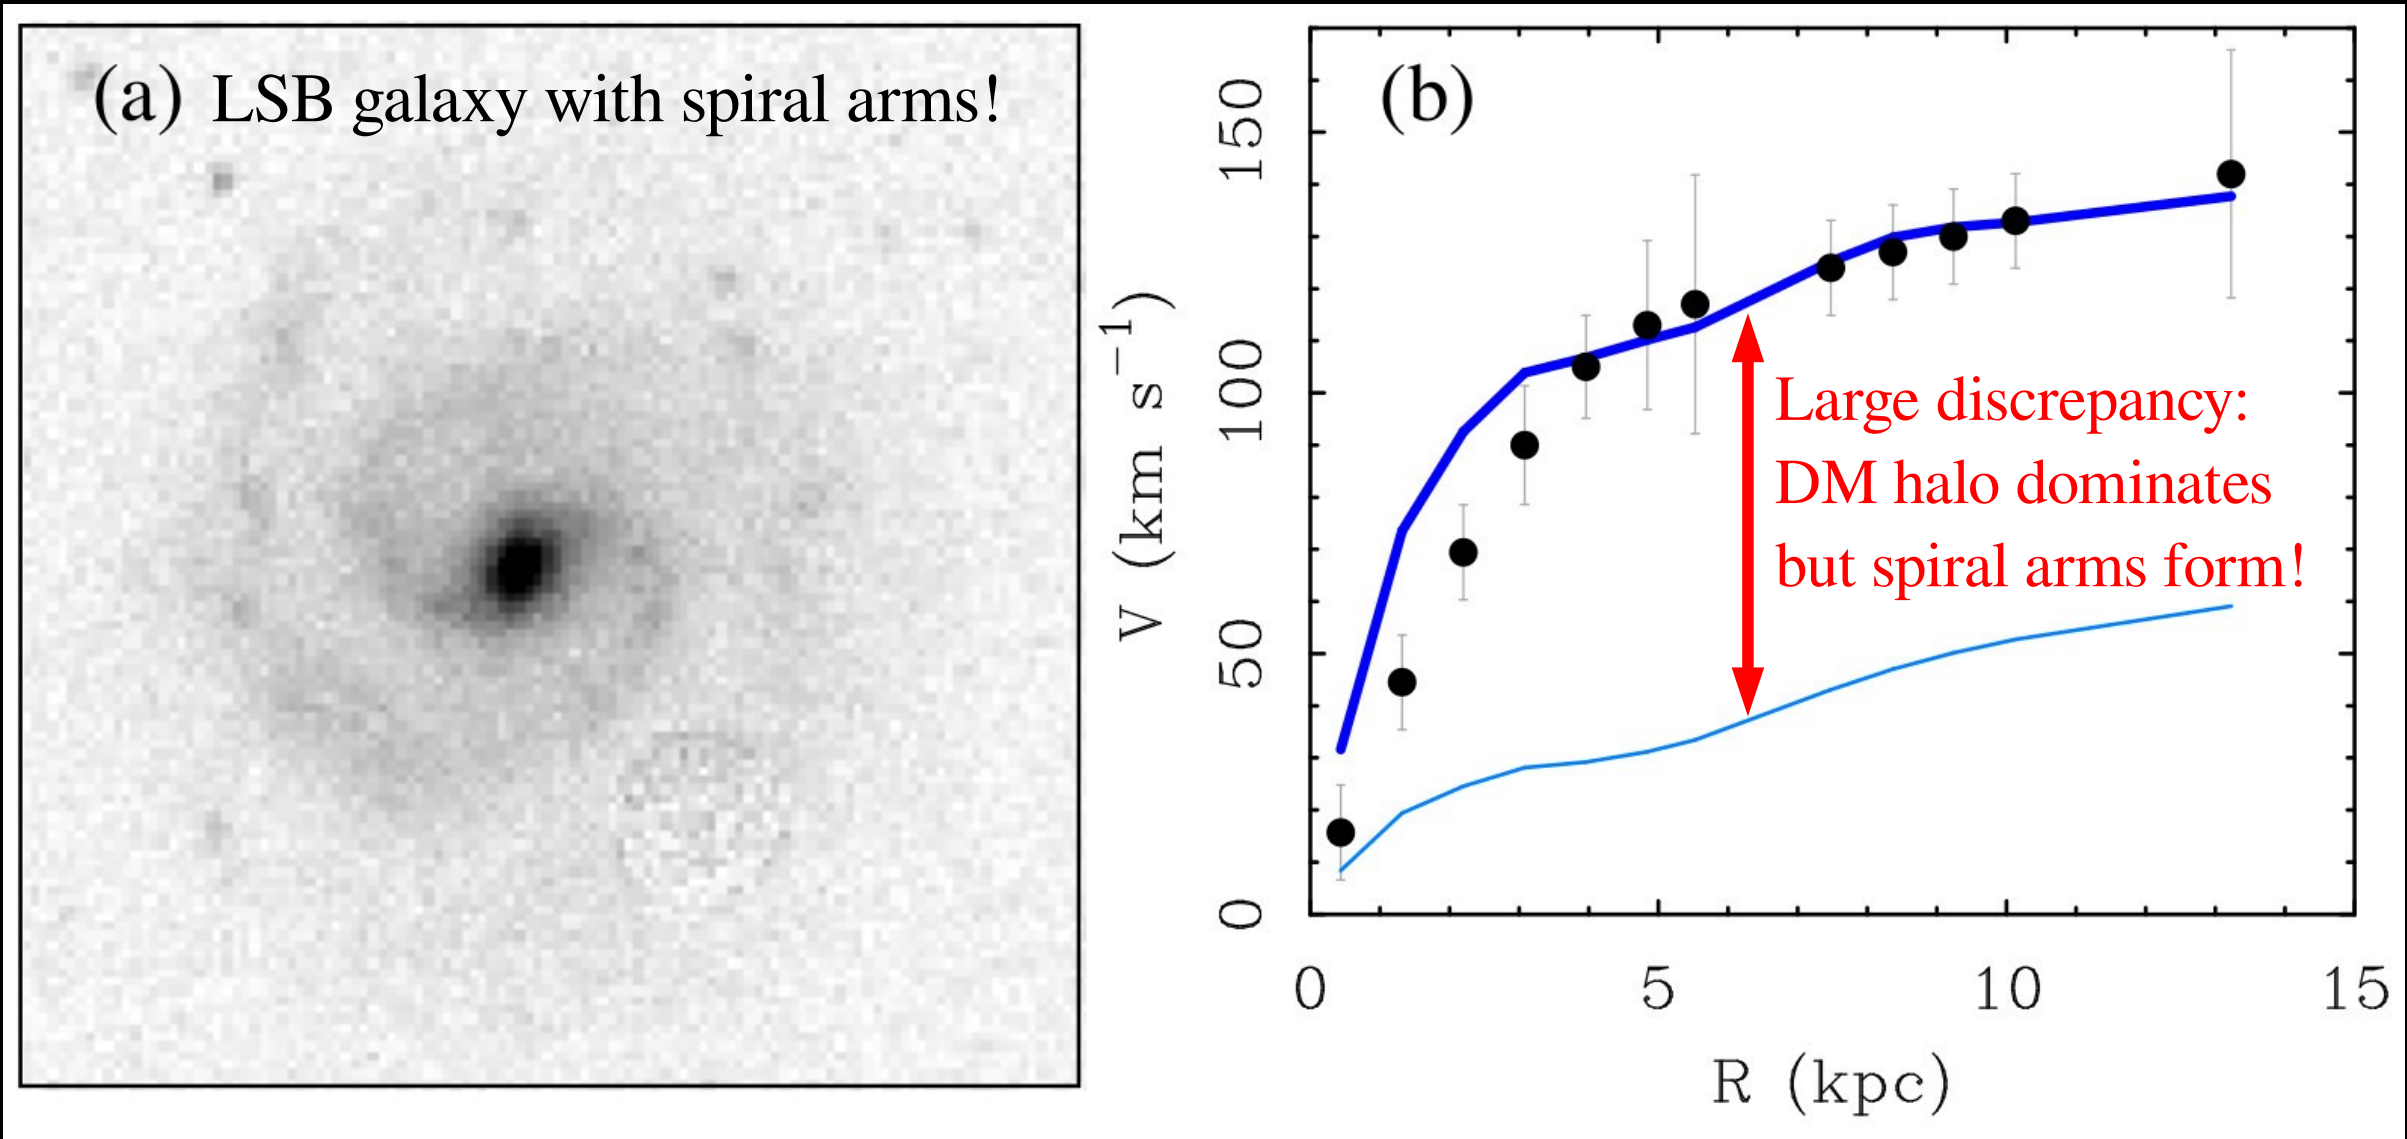 (a) LSB galaxy with spiral arms!
(b)
150
100
50
0
V (km s⁻¹)
Large discrepancy:
DM halo dominates
but spiral arms form!
0 5 10 15
R (kpc)